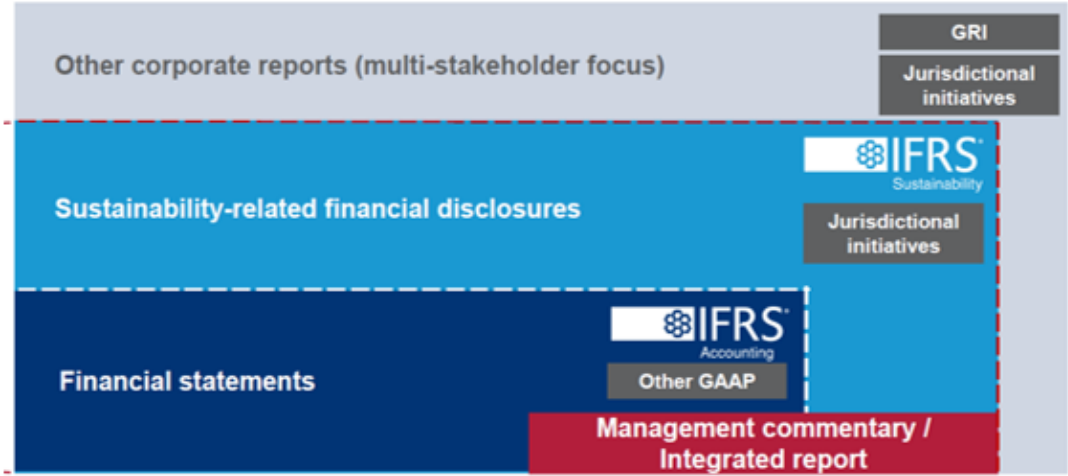 Other corporate reports (multi-stakeholder focus)
GRI
Jurisdictional
initiatives
IFRS
Sustainability
Sustainability-related financial disclosures
Jurisdictional
initiatives
IFRS
Accounting
Financial statements
Other GAAP
Management commentary /
Integrated report